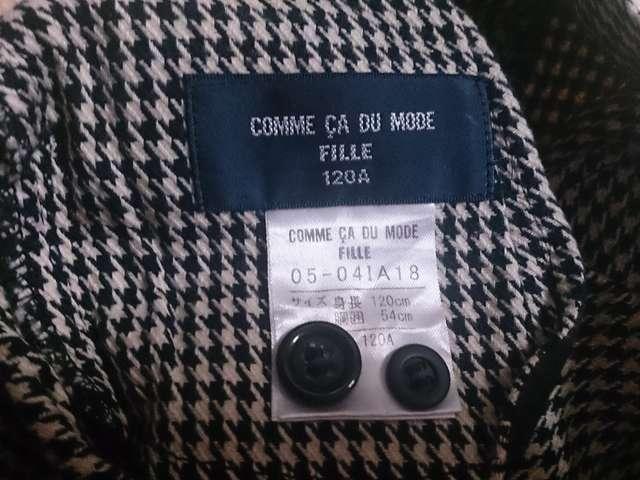 COMME ÇA DU MODE
FILLE
120A
COMME ÇA DU MODE
FILLE
05-04IA18
サイズ 身長 120cm
胴囲 54cm
120A